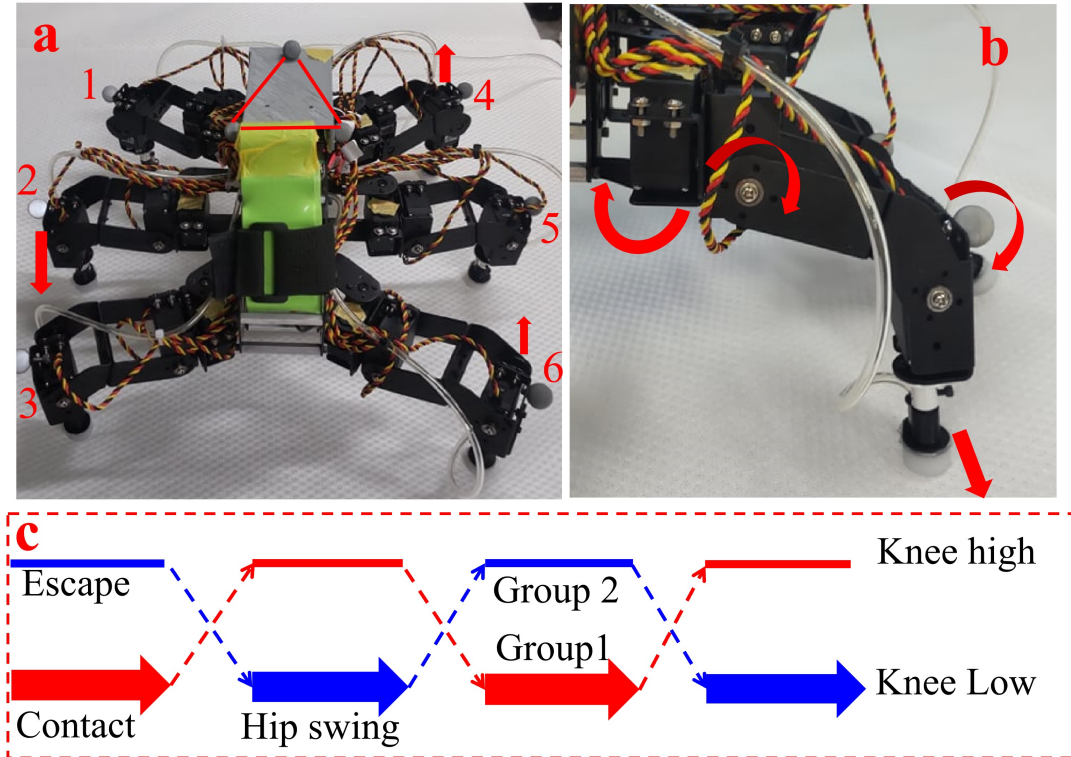 a
b
1
4
2
5
3
6
c
Escape
Group 2
Knee high
Group1
Contact
Hip swing
Knee Low